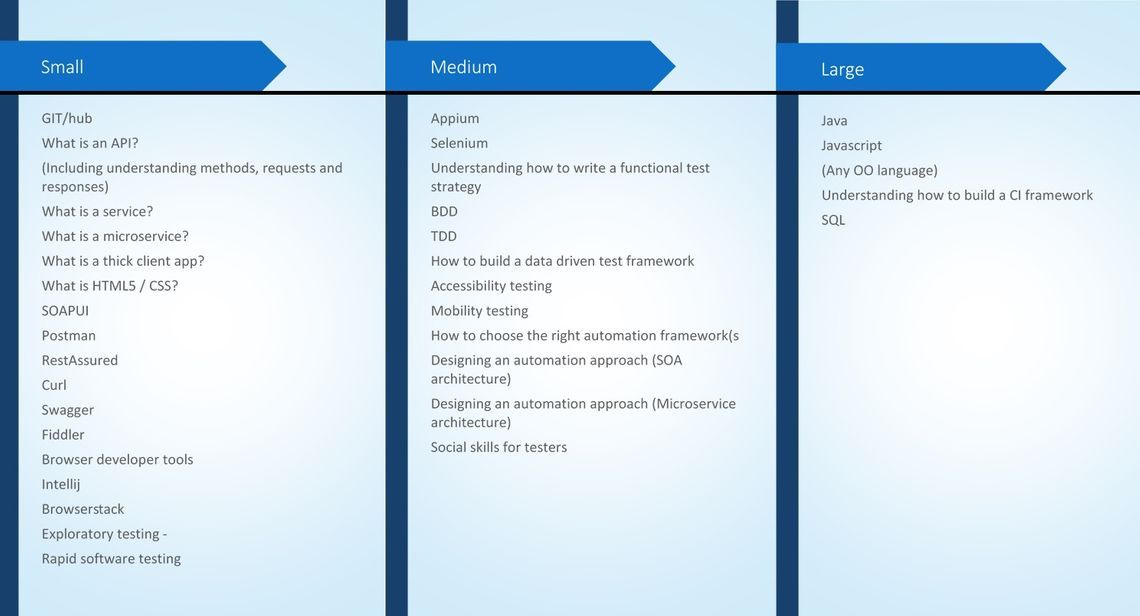 Small
GIT/hub
What is an API?
(Including understanding methods, requests and
responses)
What is a service?
What is a microservice?
What is a thick client app?
What is HTML5 / CSS?
SOAPUI
Postman
RestAssured
Curl
Swagger
Fiddler
Browser developer tools
Intellij
Browserstack
Exploratory testing -
Rapid software testing
Medium
Appium
Selenium
Understanding how to write a functional test
strategy
BDD
TDD
How to build a data driven test framework
Accessibility testing
Mobility testing
How to choose the right automation framework(s
Designing an automation approach (SOA
architecture)
Designing an automation approach (Microservice
architecture)
Social skills for testers
Large
Java
Javascript
(Any OO language)
Understanding how to build a CI framework
SQL